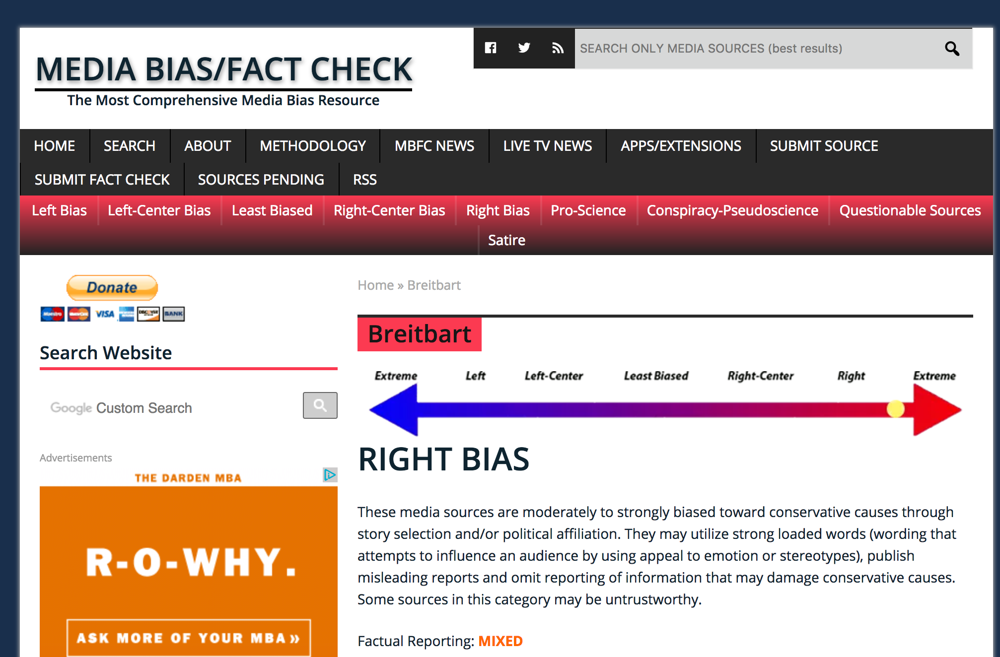 SEARCH ONLY MEDIA SOURCES (best results)
MEDIA BIAS/FACT CHECK
The Most Comprehensive Media Bias Resource
HOME SEARCH ABOUT METHODOLOGY MBFC NEWS LIVE TV NEWS APPS/EXTENSIONS SUBMIT SOURCE
SUBMIT FACT CHECK SOURCES PENDING RSS
Left Bias Left-Center Bias Least Biased Right-Center Bias Right Bias Pro-Science Conspiracy-Pseudoscience Questionable Sources
Satire
Donate
Maestro MasterCard VISA DISCOVER BANK
Search Website
Google Custom Search
Advertisements
THE DARDEN MBA
R-O-WHY.
ASK MORE OF YOUR MBA»
Home » Breitbart
Breitbart
Extreme Left Left-Center Least Biased Right-Center Right Extreme
RIGHT BIAS
These media sources are moderately to strongly biased toward conservative causes through
story selection and/or political affiliation. They may utilize strong loaded words (wording that
attempts to influence an audience by using appeal to emotion or stereotypes), publish
misleading reports and omit reporting of information that may damage conservative causes.
Some sources in this category may be untrustworthy.
Factual Reporting: MIXED